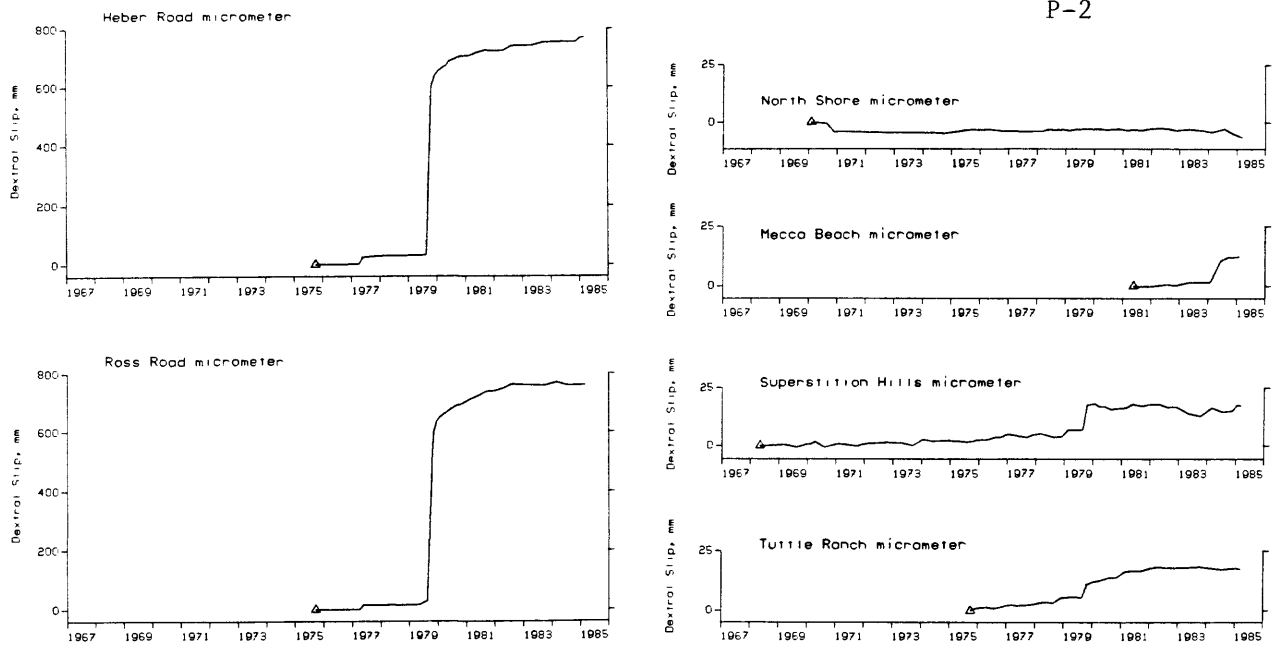 P-2
Heber Road micrometer
800
600
400
200
0
Dextral Slip, mm
1967 1969 1971 1973 1975 1977 1979 1981 1983 1985
Ross Road micrometer
800
600
400
200
0
Dextral Slip, mm
1967 1969 1971 1973 1975 1977 1979 1981 1983 1985
North Shore micrometer
25
0
Dextral Slip, mm
1967 1969 1971 1973 1975 1977 1979 1981 1983 1985
Mecca Beach micrometer
25
0
Dextral Slip, mm
1967 1969 1971 1973 1975 1977 1979 1981 1983 1985
Superstition Hills micrometer
25
0
Dextral Slip, mm
1967 1969 1971 1973 1975 1977 1979 1981 1983 1985
Tuttle Ranch micrometer
25
0
Dextral Slip, mm
1967 1969 1971 1973 1975 1977 1979 1981 1983 1985